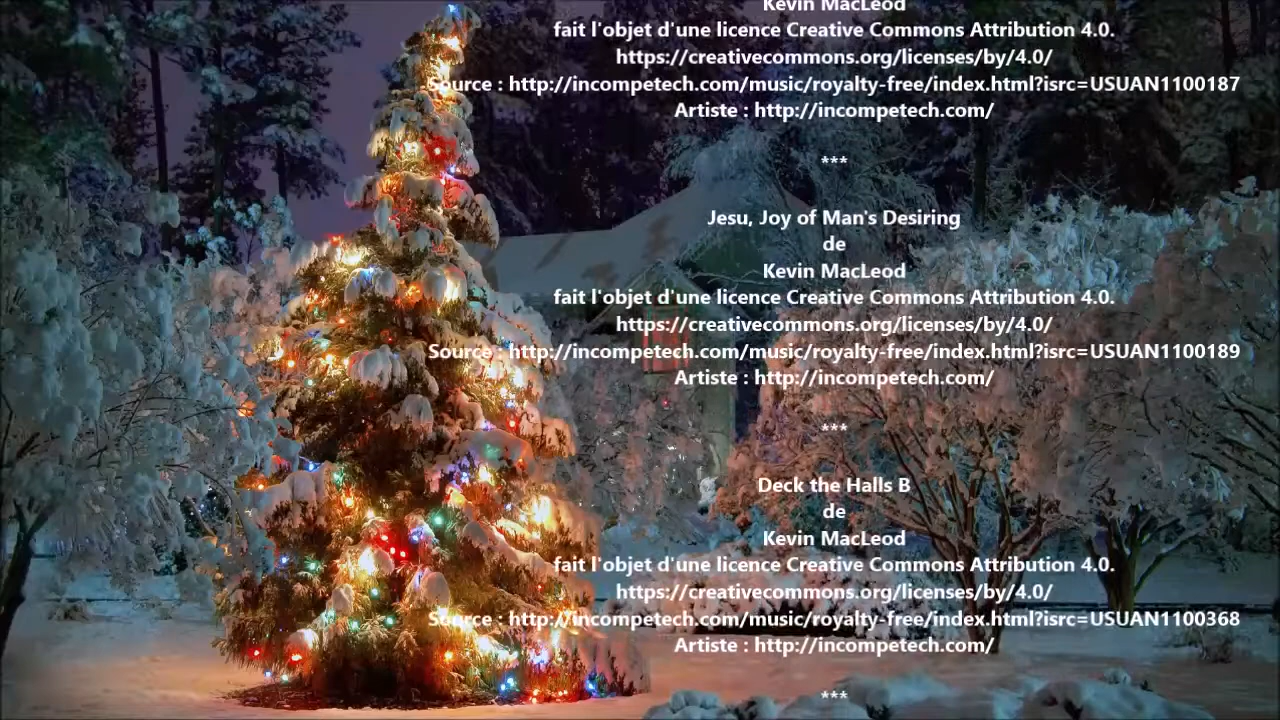 Kevin MacLeod
fait l'objet d'une licence Creative Commons Attribution 4.0.
https://creativecommons.org/licenses/by/4.0/
Source : http://incompetech.com/music/royalty-free/index.html?isrc=USUAN1100187
Artiste : http://incompetech.com/
***
Jesu, Joy of Man's Desiring
de
Kevin MacLeod
fait l'objet d'une licence Creative Commons Attribution 4.0.
https://creativecommons.org/licenses/by/4.0/
Source : http://incompetech.com/music/royalty-free/index.html?isrc=USUAN1100189
Artiste : http://incompetech.com/
***
Deck the Halls B
de
Kevin MacLeod
fait l'objet d'une licence Creative Commons Attribution 4.0.
https://creativecommons.org/licenses/by/4.0/
Source : http://incompetech.com/music/royalty-free/index.html?isrc=USUAN1100368
Artiste : http://incompetech.com/
***